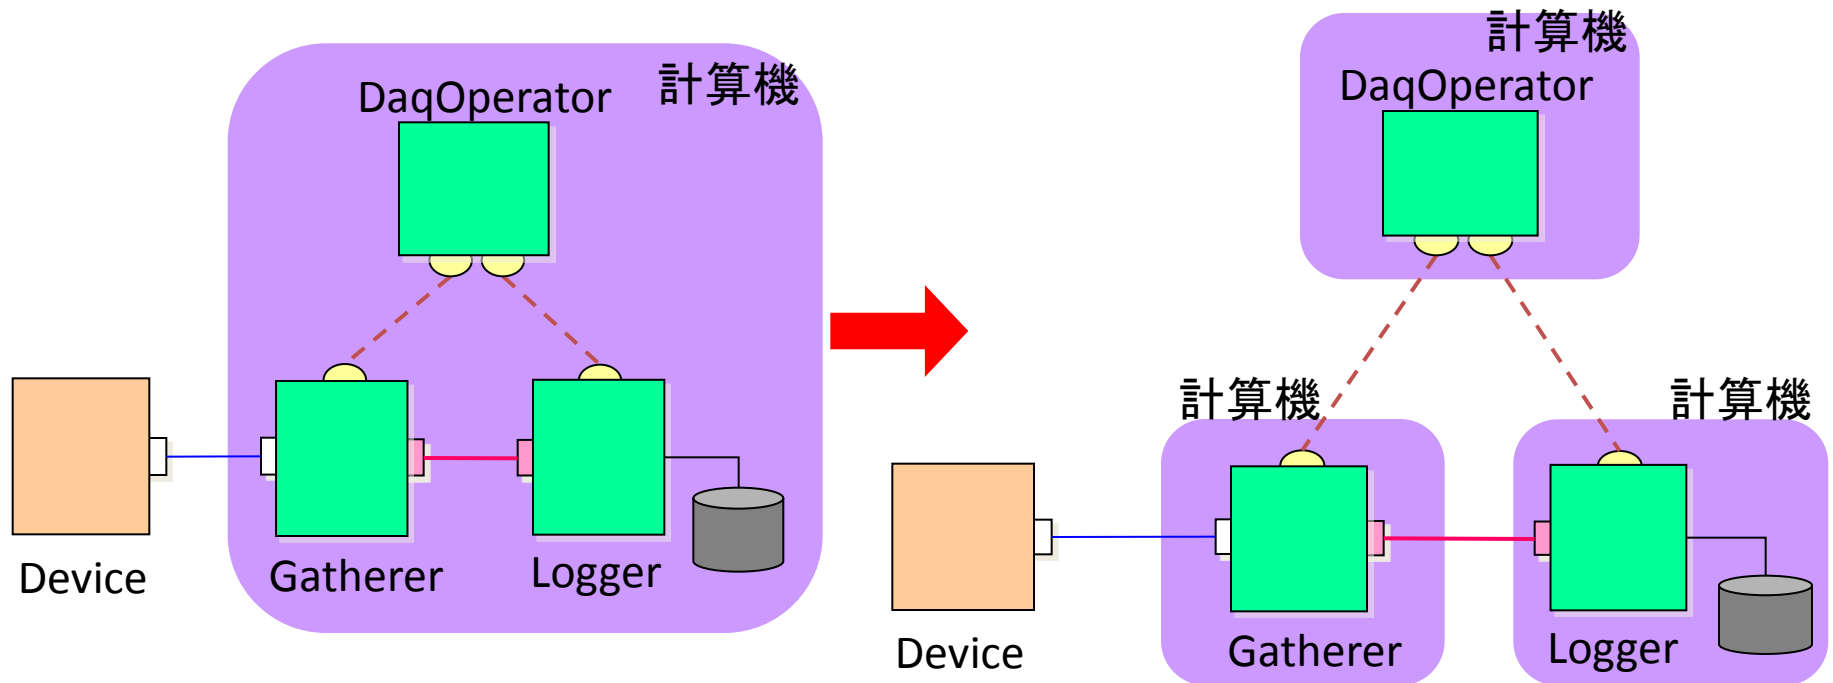 計算機
DaqOperator
Device
Gatherer
Logger
計算機
DaqOperator
計算機
計算機
Device
Gatherer
Logger